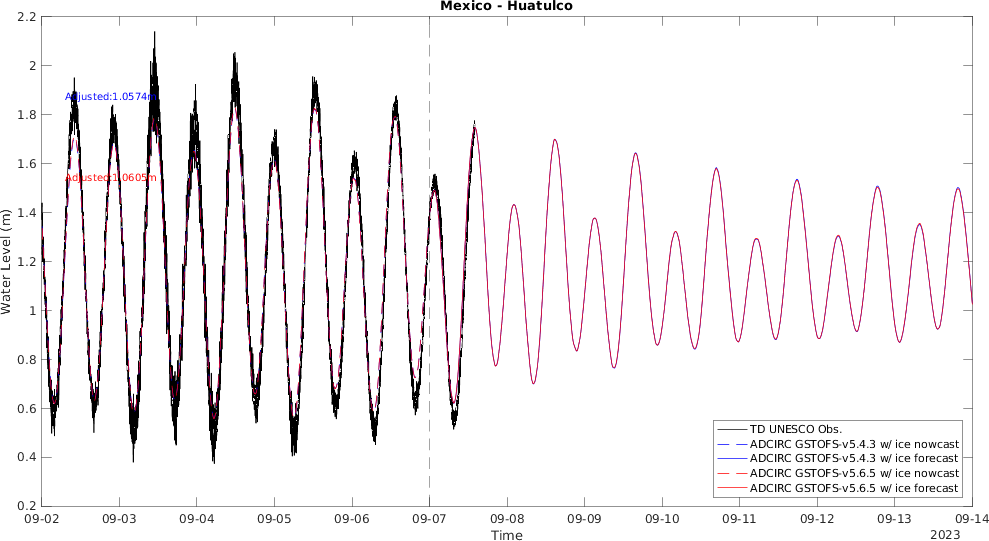 Mexico - Huatulco
2.2
2
1.8
1.6
1.4
1.2
1
0.8
0.6
0.4
0.2
Water Level (m)
Adjusted:1.0574m
Adjusted:1.0605m
TD UNESCO Obs.
ADCIRC GSTOFS-v5.4.3 w/ ice nowcast
ADCIRC GSTOFS-v5.4.3 w/ ice forecast
ADCIRC GSTOFS-v5.6.5 w/ ice nowcast
ADCIRC GSTOFS-v5.6.5 w/ ice forecast
09-02 09-03 09-04 09-05 09-06 09-07 09-08 09-09 09-10 09-11 09-12 09-13 09-14
Time
2023